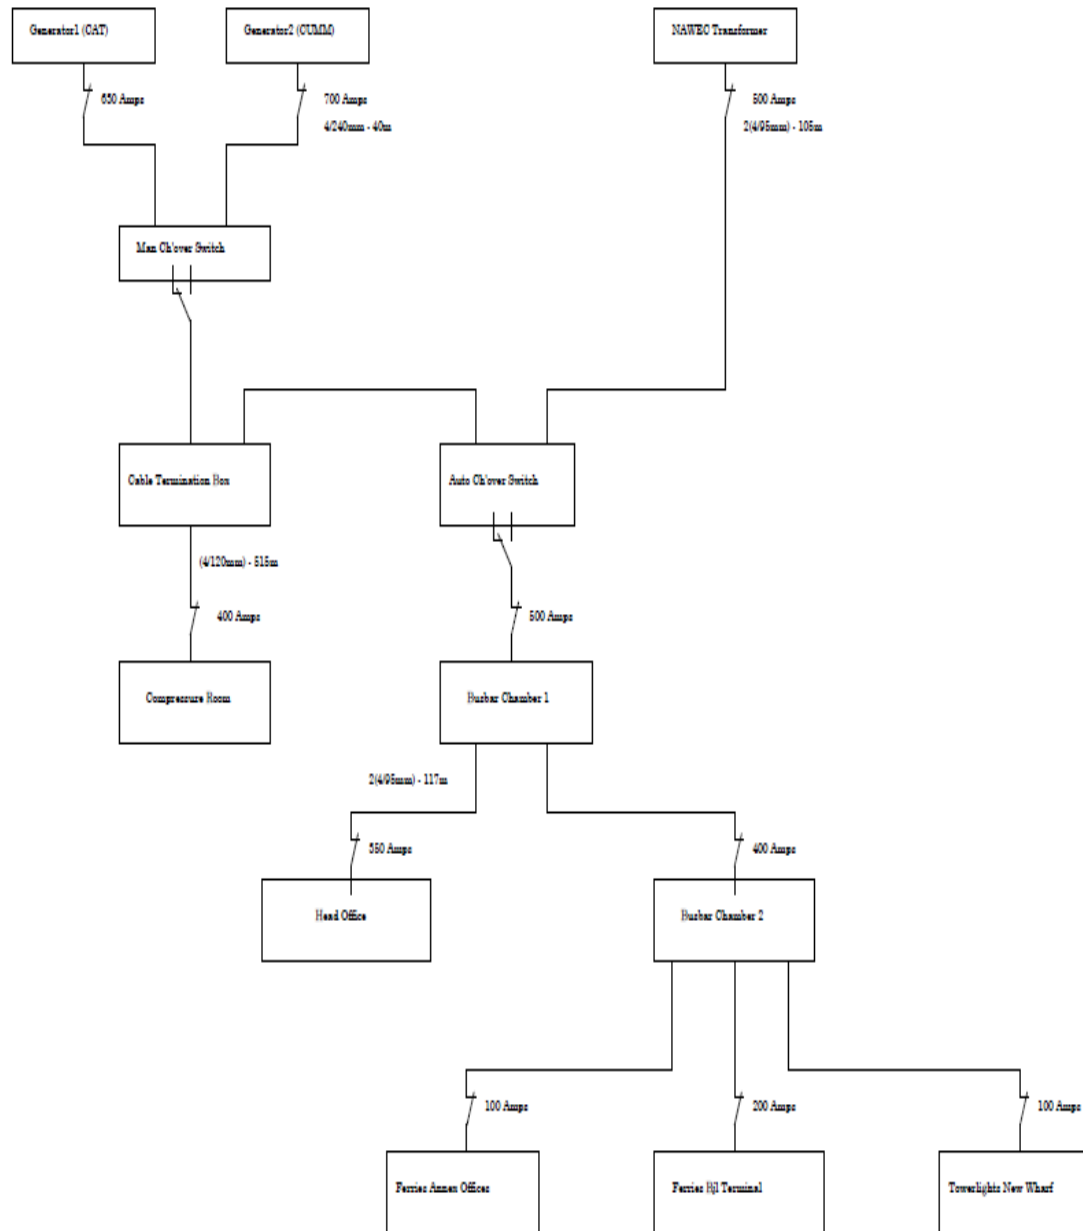 Generator1 (CAT)
Generator2 (CUMM)
NAWEC Transformer
630 Amps
700 Amps
4/240mm - 40m
500 Amps
2(4/95mm) - 105m
Man Ch'over Switch
Cable Termination Box
Auto Ch'over Switch
(4/120mm) - 515m
400 Amps
500 Amps
Compressure Room
Busbar Chamber 1
2(4/95mm) - 117m
350 Amps
400 Amps
Head Office
Busbar Chamber 2
100 Amps
200 Amps
100 Amps
Ferries Annex Offices
Ferries Bjl Terminal
Towerlights New Wharf